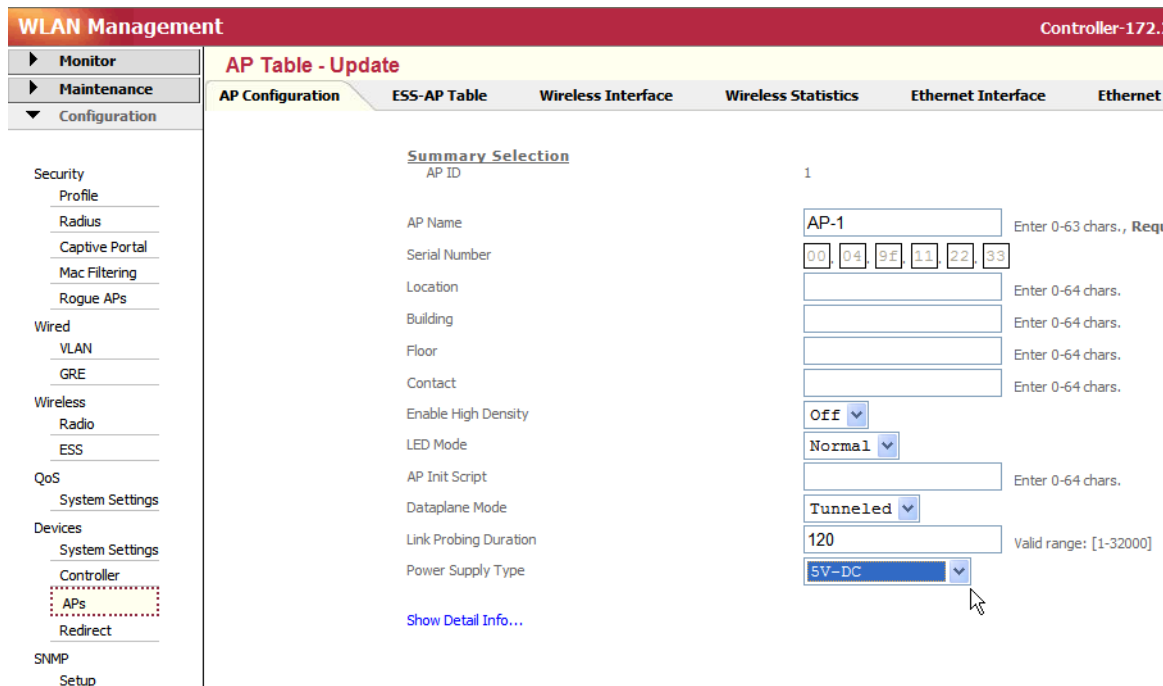 WLAN Management
Controller-172.
Monitor
Maintenance
Configuration
Security
Profile
Radius
Captive Portal
Mac Filtering
Rogue APs
Wired
VLAN
GRE
Wireless
Radio
ESS
QoS
System Settings
Devices
System Settings
Controller
APs
Redirect
SNMP
Setup
AP Table - Update
AP Configuration ESS-AP Table Wireless Interface Wireless Statistics Ethernet Interface Ethernet
Summary Selection
AP ID 1
AP Name AP-1 Enter 0-63 chars., Requ
Serial Number 00. 04. 9f. 11. 22. 33
Location Enter 0-64 chars.
Building Enter 0-64 chars.
Floor Enter 0-64 chars.
Contact Enter 0-64 chars.
Enable High Density Off
LED Mode Normal
AP Init Script Enter 0-64 chars.
Dataplane Mode Tunneled
Link Probing Duration 120 Valid range: [1-32000]
Power Supply Type 5V-DC
Show Detail Info...